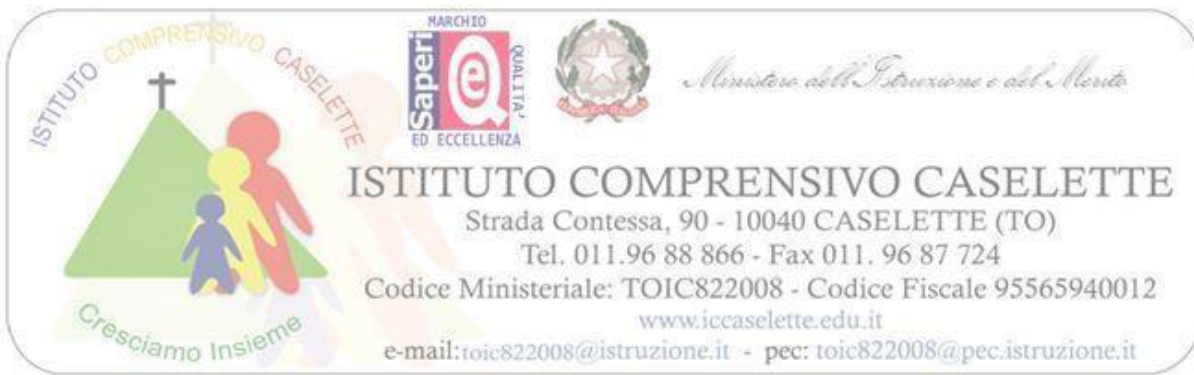 ISTITUTO COMPRENSIVO CASELETTE
Cresciamo Insieme
MARCHIO
Saperi
e
QUALITA'
ED ECCELLENZA
REPUBBLICA ITALIANA
Ministero dell'Istruzione e del Merito
ISTITUTO COMPRENSIVO CASELETTE
Strada Contessa, 90 - 10040 CASELETTE (TO)
Tel. 011.96 88 866 - Fax 011. 96 87 724
Codice Ministeriale: TOIC822008 - Codice Fiscale 95565940012
www.iccaselette.edu.it
e-mail:toic822008@istruzione.it - pec: toic822008@pec.istruzione.it